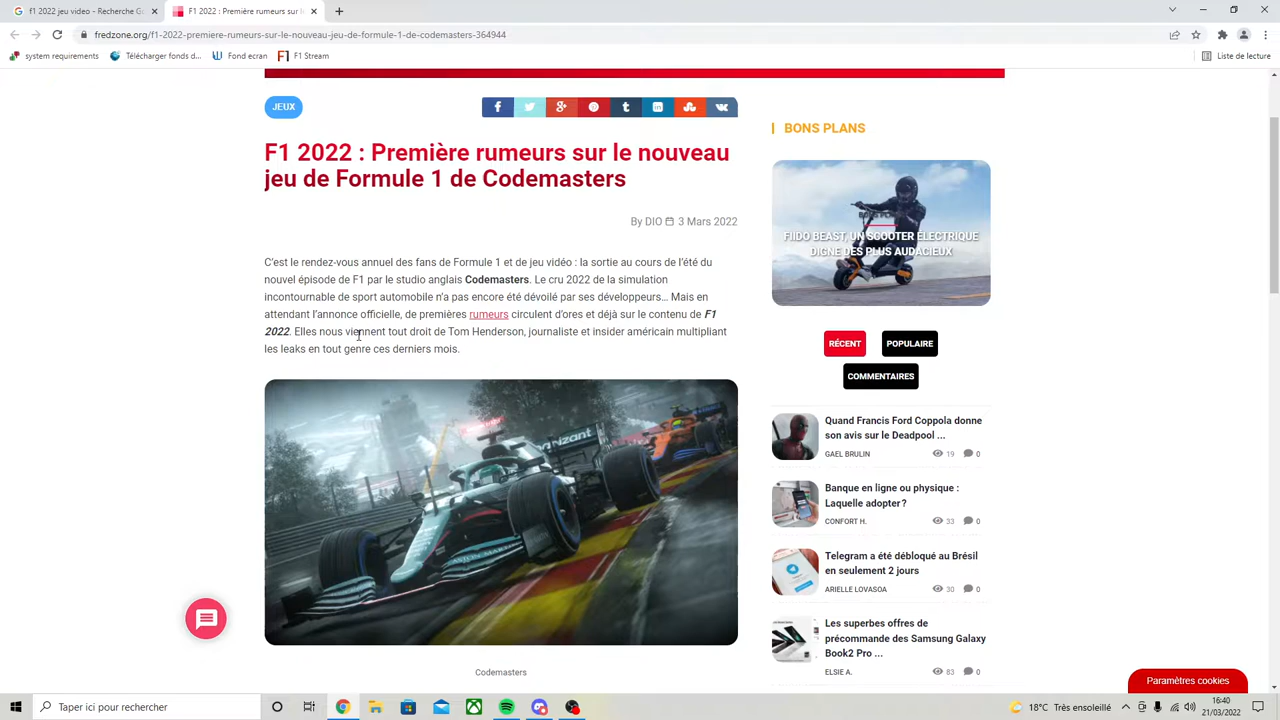 f1 2022 jeu video - Recherche G
F1 2022 : Première rumeurs sur le
fredzone.org/f1-2022-premiere-rumeurs-sur-le-nouveau-jeu-de-formule-1-de-codemasters-364944
system requirements
Télécharger fonds d...
Fond ecran
F1 Stream
Liste de lecture
JEUX
F1 2022 : Première rumeurs sur le nouveau
jeu de Formule 1 de Codemasters
By DIO 3 Mars 2022
C'est le rendez-vous annuel des fans de Formule 1 et de jeu vidéo : la sortie au cours de l'été du
nouvel épisode de F1 par le studio anglais Codemasters. Le cru 2022 de la simulation
incontournable de sport automobile n'a pas encore été dévoilé par ses développeurs... Mais en
attendant l'annonce officielle, de premières rumeurs circulent d'ores et déjà sur le contenu de F1
2022. Elles nous viennent tout droit de Tom Henderson, journaliste et insider américain multipliant
les leaks en tout genre ces derniers mois.
Codemasters
BONS PLANS
FIIDO BEAST, UN SCOOTER ÉLECTRIQUE
DIGNE DES PLUS AUDACIEUX
RÉCENT
POPULAIRE
COMMENTAIRES
Quand Francis Ford Coppola donne
son avis sur le Deadpool ...
GAEL BRULIN 19 0
Banque en ligne ou physique :
Laquelle adopter ?
CONFORT H. 33 0
Telegram a été débloqué au Brésil
en seulement 2 jours
ARIELLE LOVASOA 30 0
Les superbes offres de
précommande des Samsung Galaxy
Book2 Pro ...
ELSIE A. 83 0
Paramètres cookies
Taper ici pour rechercher
18°C Très ensoleillé
16:40
21/03/2022